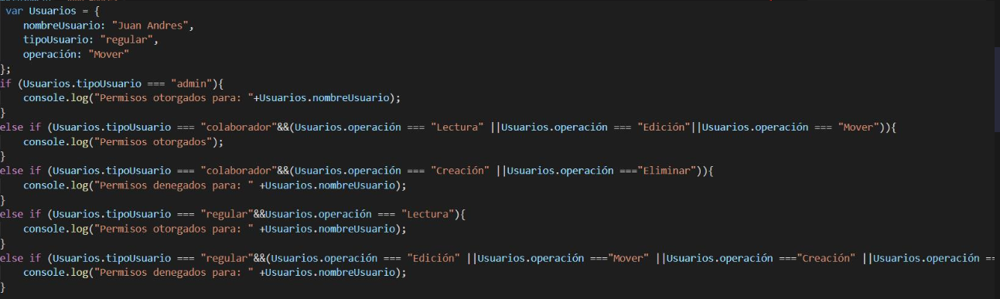 var Usuarios = {
nombreUsuario: "Juan Andres",
tipoUsuario: "regular",
operación: "Mover"
};
if (Usuarios.tipoUsuario === "admin"){
console.log("Permisos otorgados para: "+Usuarios.nombreUsuario);
}
else if (Usuarios.tipoUsuario === "colaborador"&&(Usuarios.operación === "Lectura" ||Usuarios.operación === "Edición"||Usuarios.operación === "Mover")){
console.log("Permisos otorgados");
}
else if (Usuarios.tipoUsuario === "colaborador"&&(Usuarios.operación === "Creación" ||Usuarios.operación ==="Eliminar")){
console.log("Permisos denegados para: " +Usuarios.nombreUsuario);
}
else if (Usuarios.tipoUsuario === "regular"&&Usuarios.operación === "Lectura"){
console.log("Permisos otorgados para: " +Usuarios.nombreUsuario);
}
else if (Usuarios.tipoUsuario === "regular"&&(Usuarios.operación === "Edición" ||Usuarios.operación ==="Mover" ||Usuarios.operación ==="Creación" ||Usuarios.operación ==
console.log("Permisos denegados para: " +Usuarios.nombreUsuario);
}